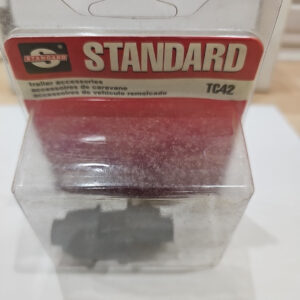 S
STANDARD
STANDARD
trailer accessories
accessoires de caravane
accesorios de vehículo remolcado
TC42